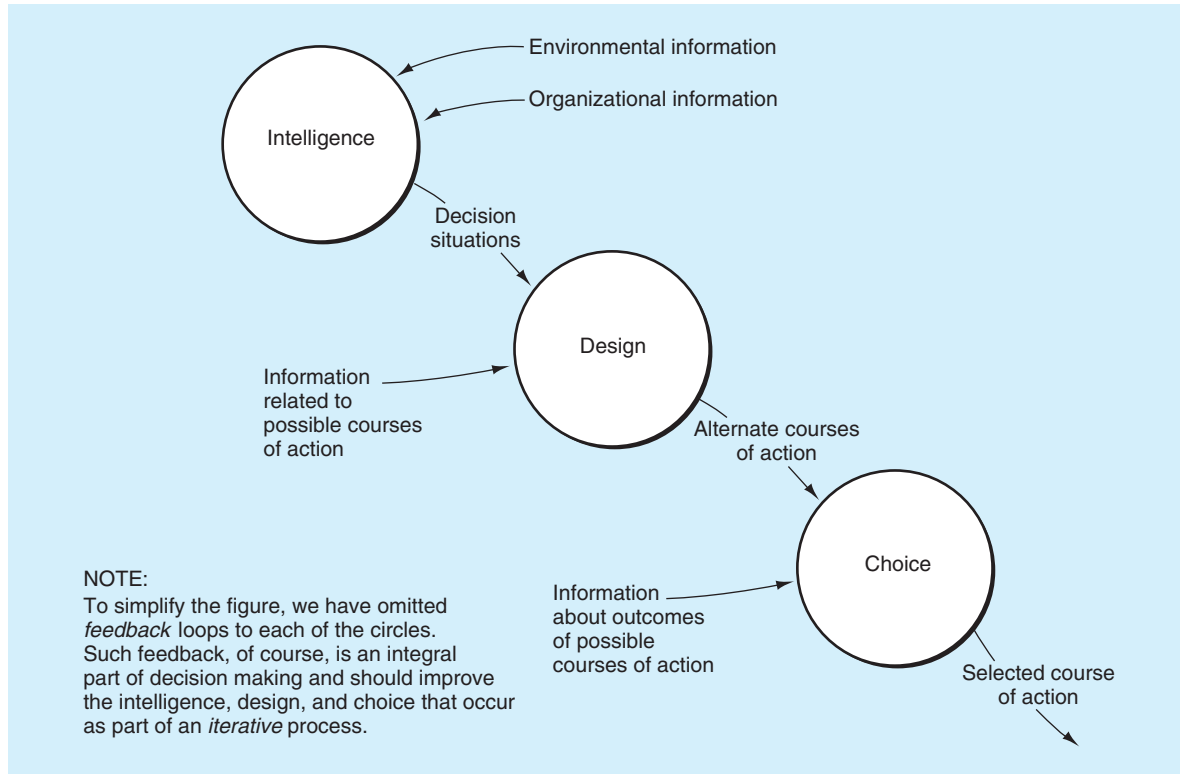 Environmental information
Organizational information
Intelligence
Decision
situations
Design
Information
related to
possible courses
of action
Alternate courses
of action
Choice
Information
about outcomes
of possible
courses of action
Selected course
of action
NOTE:
To simplify the figure, we have omitted
feedback loops to each of the circles.
Such feedback, of course, is an integral
part of decision making and should improve
the intelligence, design, and choice that occur
as part of an iterative process.